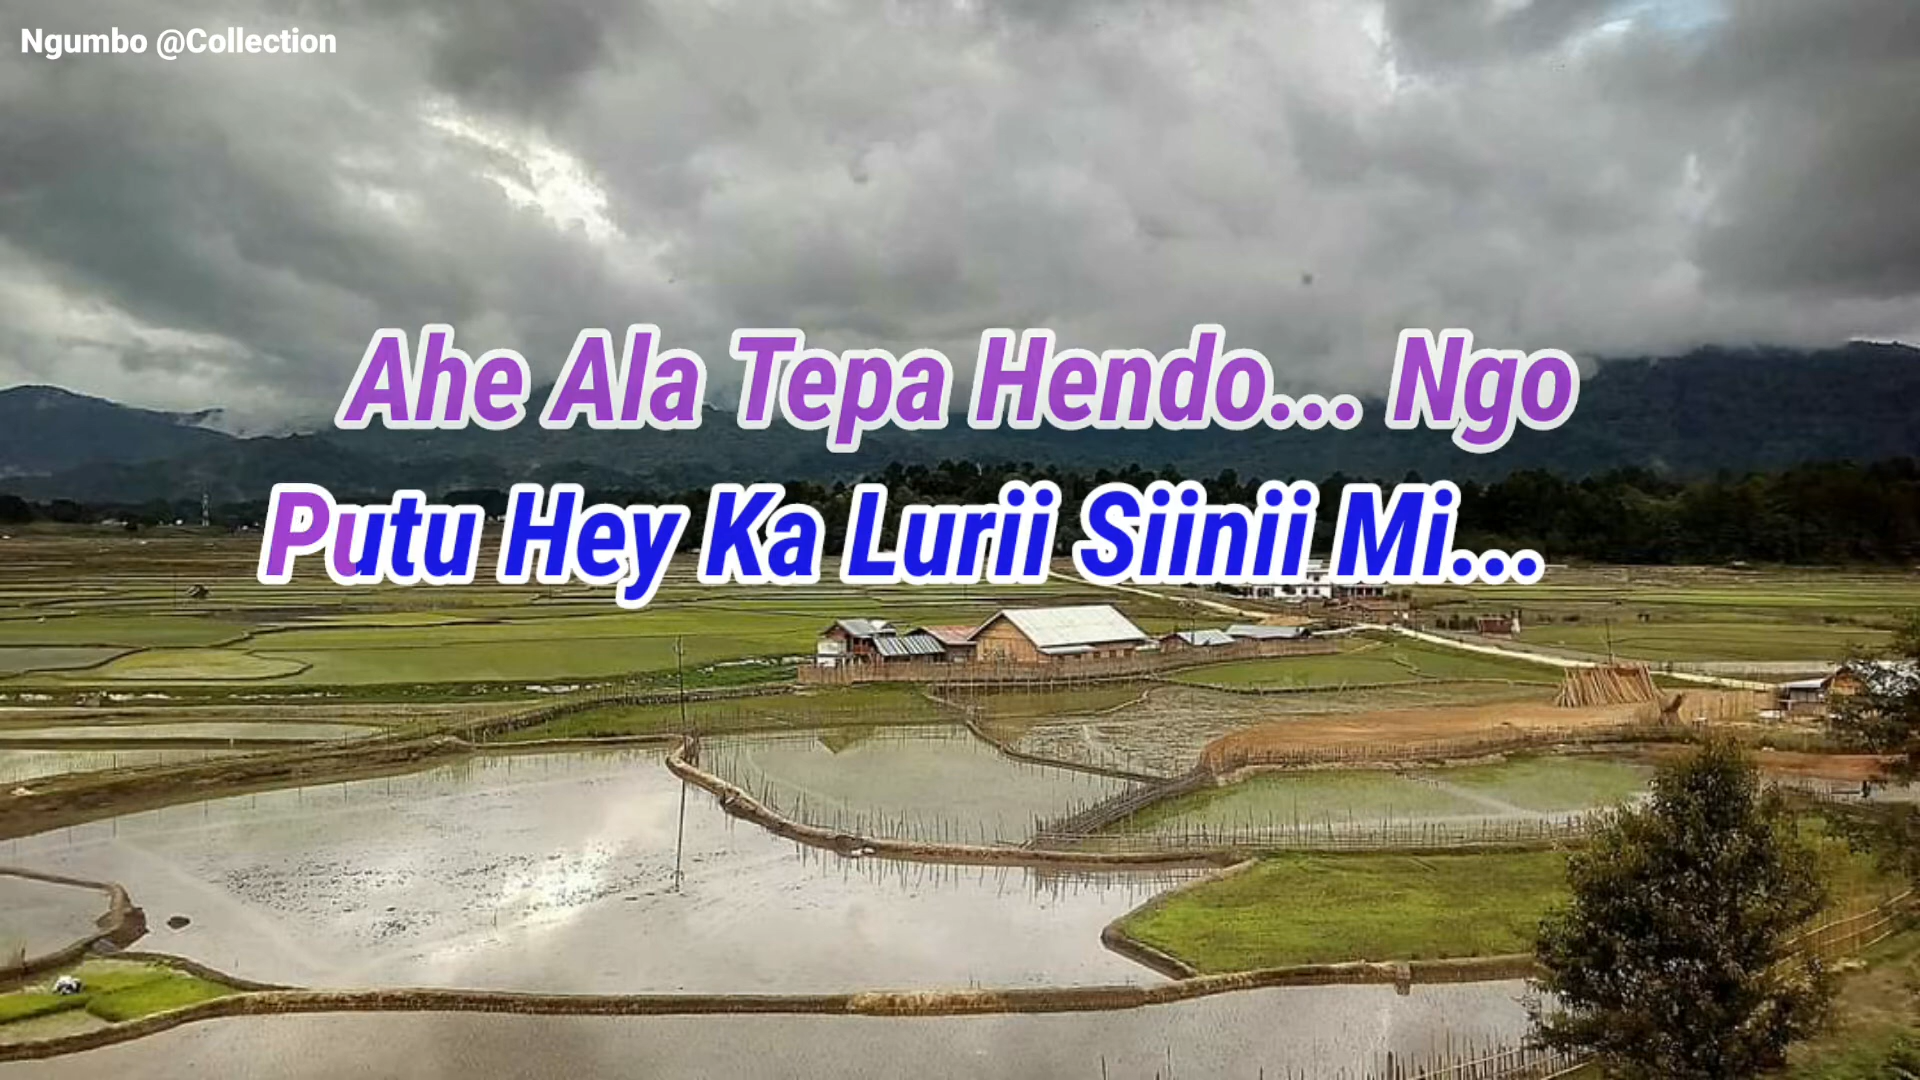 Ngumbo @Collection
Ahe Ala Tepa Hendo... Ngo
Putu Hey Ka Lurii Siinii Mi...